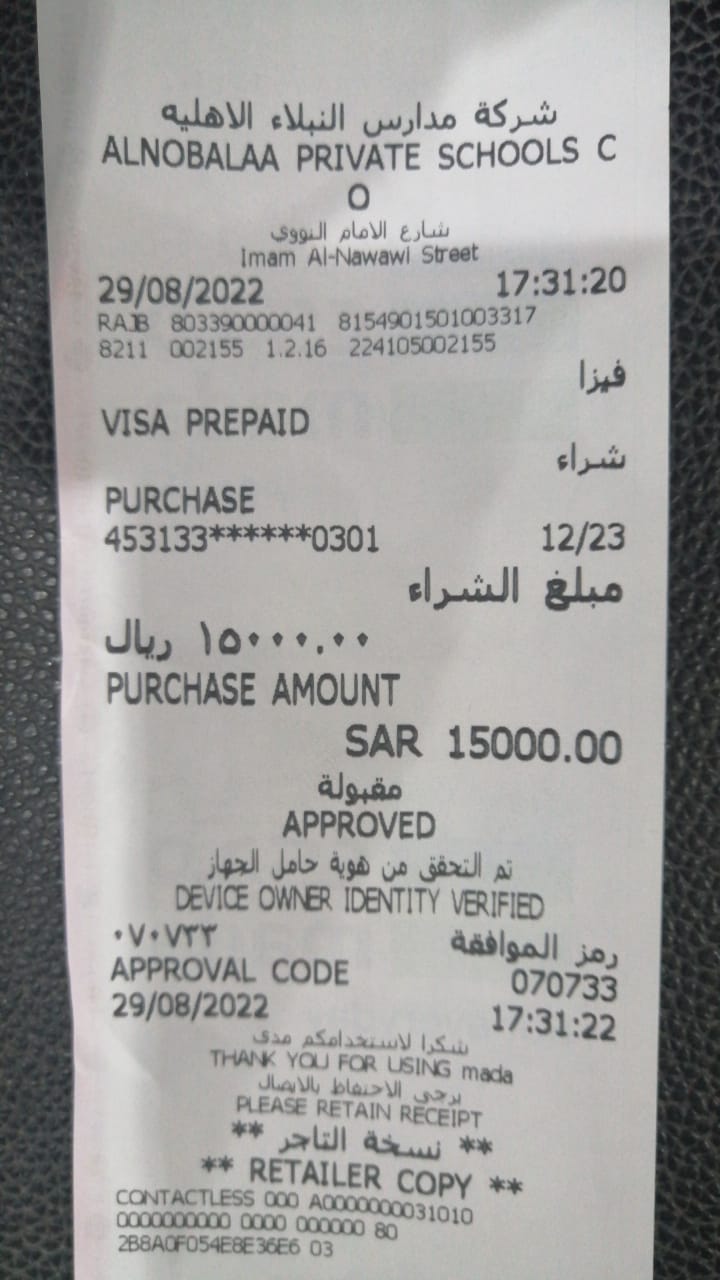 شركة مدارس النبلاء الاهليه
ALNOBALAA PRIVATE SCHOOLS C
O
شارع الامام النووي
Imam Al-Nawawi Street
29/08/2022 17:31:20
RAJB 803390000041 8154901501003317
8211 002155 1.2.16 224105002155
فيزا
VISA PREPAID
شراء
PURCHASE
453133******0301 12/23
مبلغ الشراء
١٥٠٠٠.٠٠ ريال
PURCHASE AMOUNT
SAR 15000.00
مقبولة
APPROVED
تم التحقق من هوية حامل الجهاز
DEVICE OWNER IDENTITY VERIFIED
رمز الموافقة ٠٧٠٧٣٣
APPROVAL CODE 070733
29/08/2022 17:31:22
شكرا لاستخدامكم مدى
THANK YOU FOR USING mada
يرجى الاحتفاظ بالايصال
PLEASE RETAIN RECEIPT
** نسخة التاجر **
** RETAILER COPY **
CONTACTLESS 000 A0000000031010
0000000000 0000 000000 80
2B8A0F054E8E36E6 03